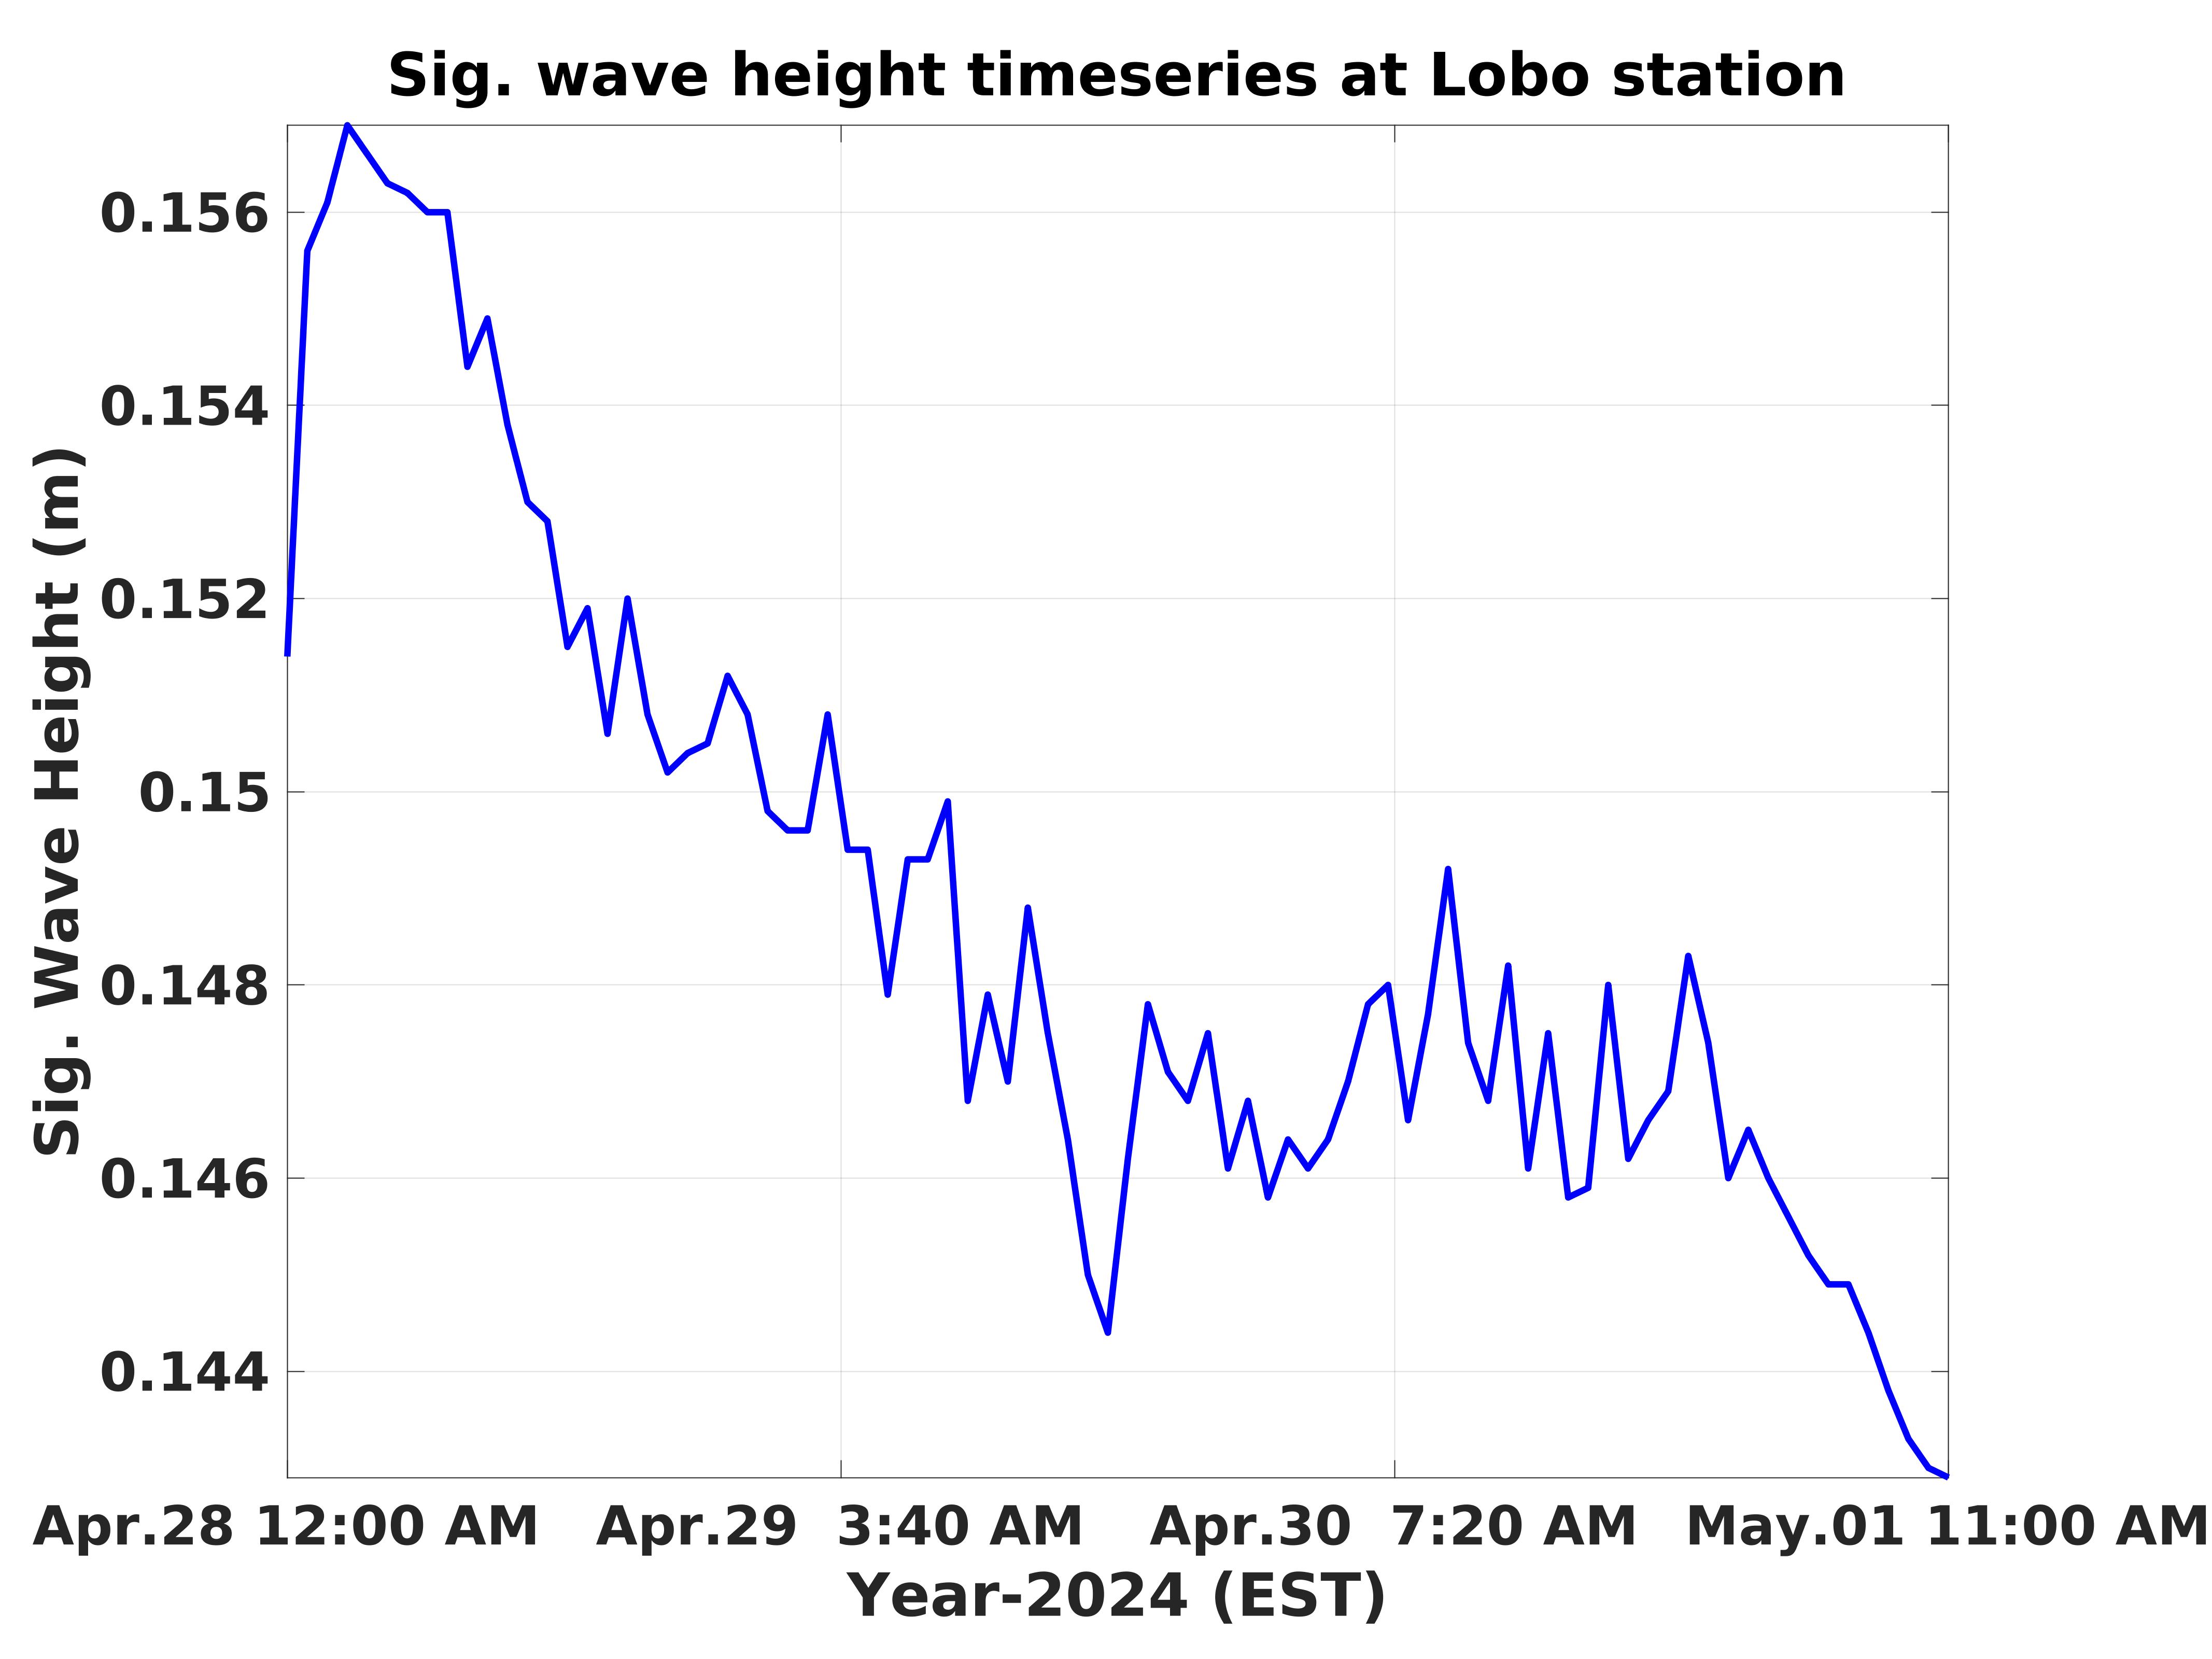 Sig. wave height timeseries at Lobo station
Sig. Wave Height (m)
0.156
0.154
0.152
0.15
0.148
0.146
0.144
Apr.28 12:00 AM Apr.29 3:40 AM Apr.30 7:20 AM May.01 11:00 AM
Year-2024 (EST)